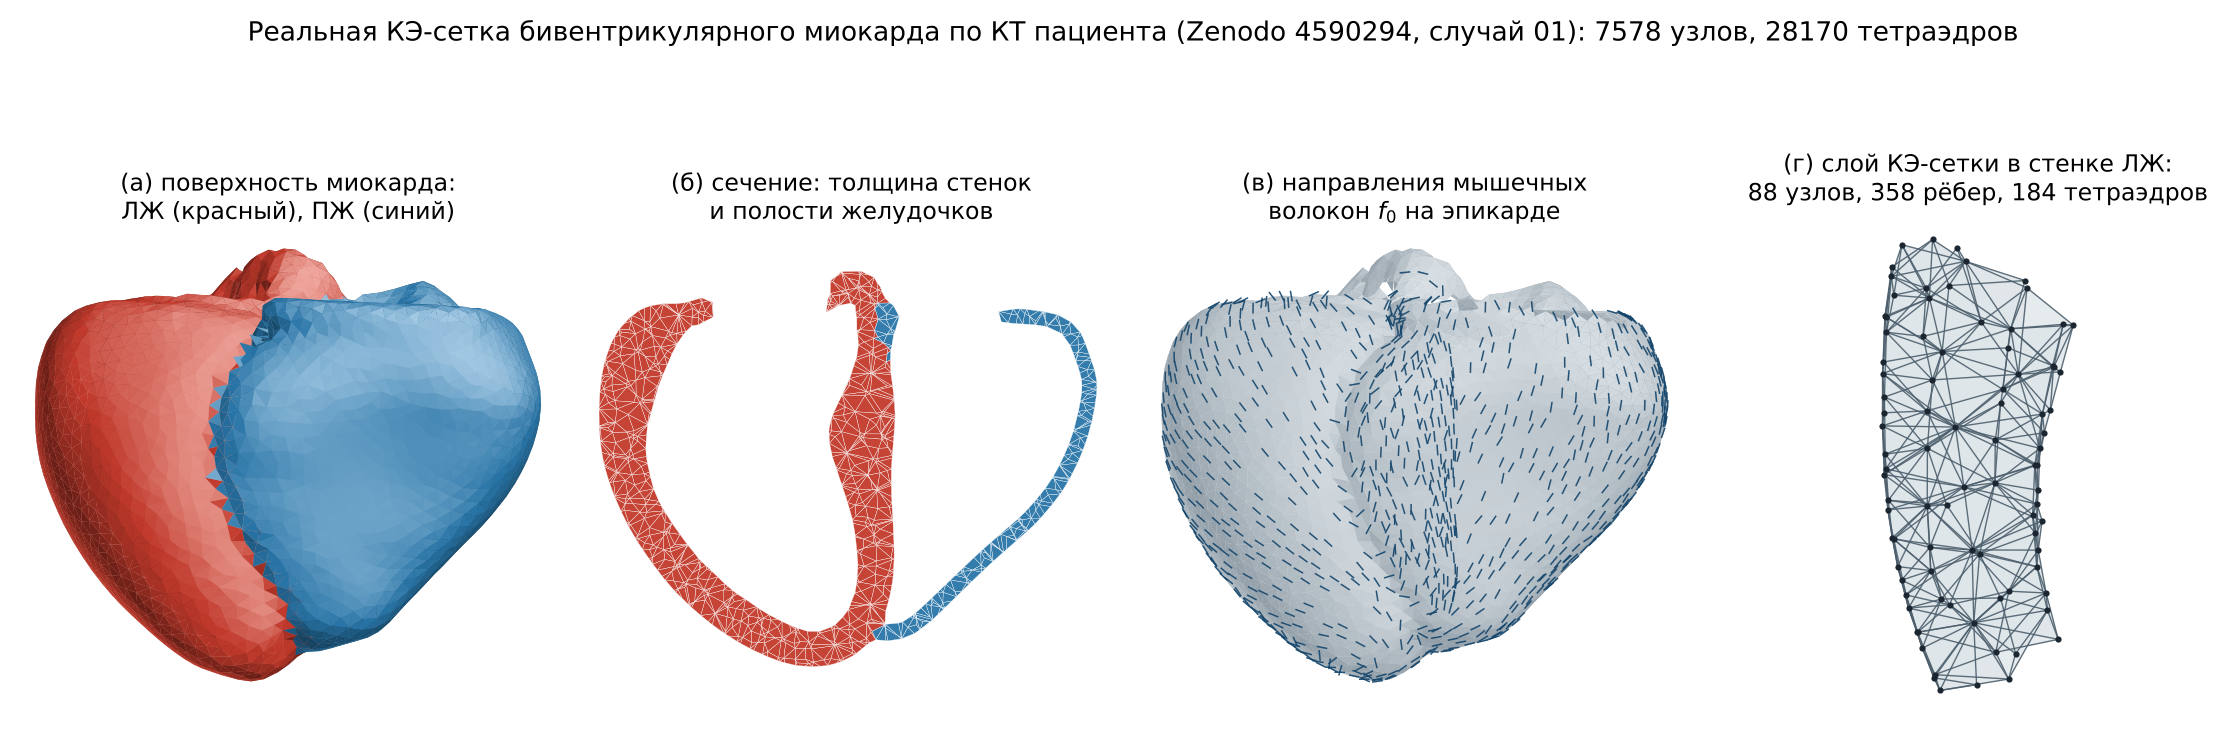 Реальная КЭ-сетка бивентрикулярного миокарда по КТ пациента (Zenodo 4590294, случай 01): 7578 узлов, 28170 тетраэдров
(а) поверхность миокарда:
ЛЖ (красный), ПЖ (синий)
(б) сечение: толщина стенок
и полости желудочков
(в) направления мышечных
волокон f₀ на эпикарде
(г) слой КЭ-сетки в стенке ЛЖ:
88 узлов, 358 рёбер, 184 тетраэдров